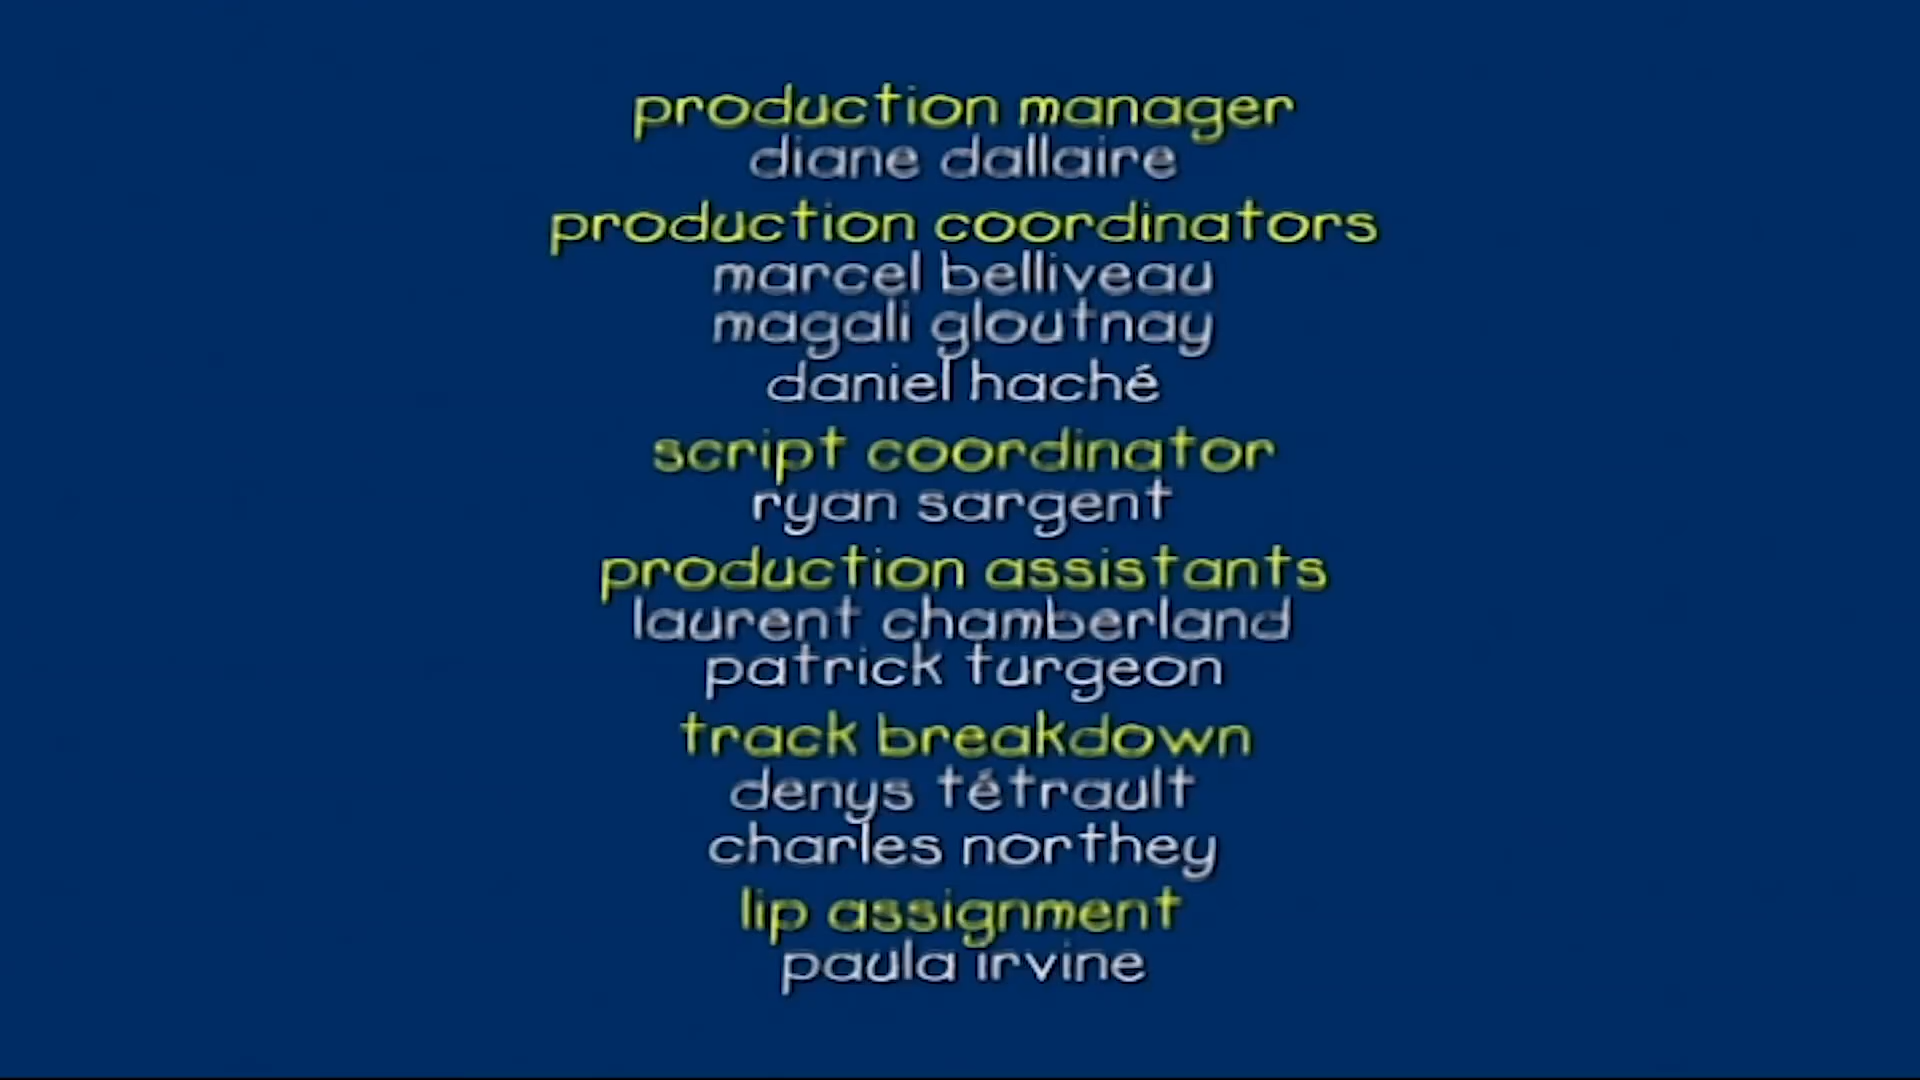 production manager
diane dallaire
production coordinators
marcel belliveau
magali gloutnay
daniel haché
script coordinator
ryan sargent
production assistants
laurent chamberland
patrick turgeon
track breakdown
denys tétrault
charles northey
lip assignment
paula irvine